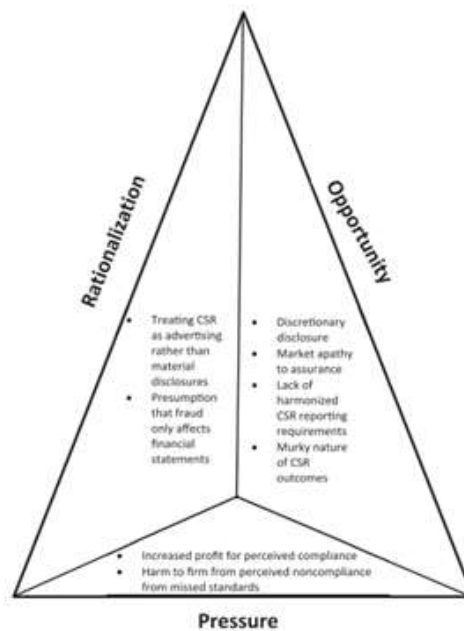 Rationalization
Opportunity
• Treating CSR
as advertising
rather than
material
disclosures
• Presumption
that fraud
only affects
financial
statements
• Discretionary
disclosure
• Market apathy
to assurance
• Lack of
harmonized
CSR reporting
requirements
• Murky nature
of CSR
outcomes
• Increased profit for perceived compliance
• Harm to firm from perceived noncompliance
from missed standards
Pressure